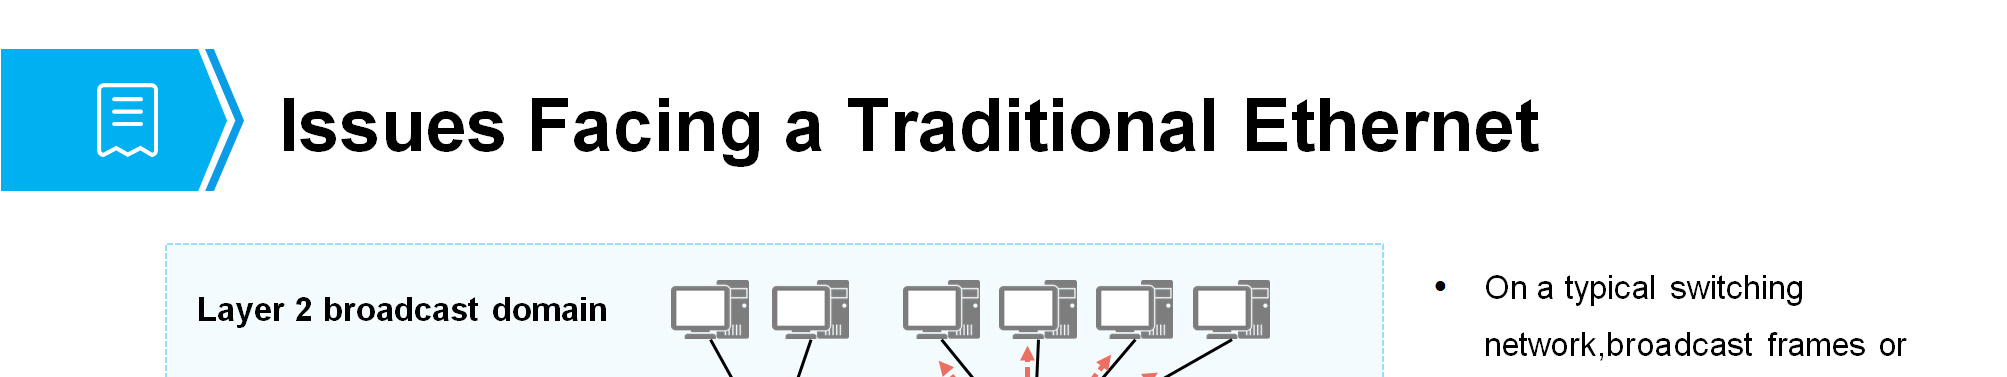 Issues Facing a Traditional Ethernet
Layer 2 broadcast domain
• On a typical switching
network,broadcast frames or